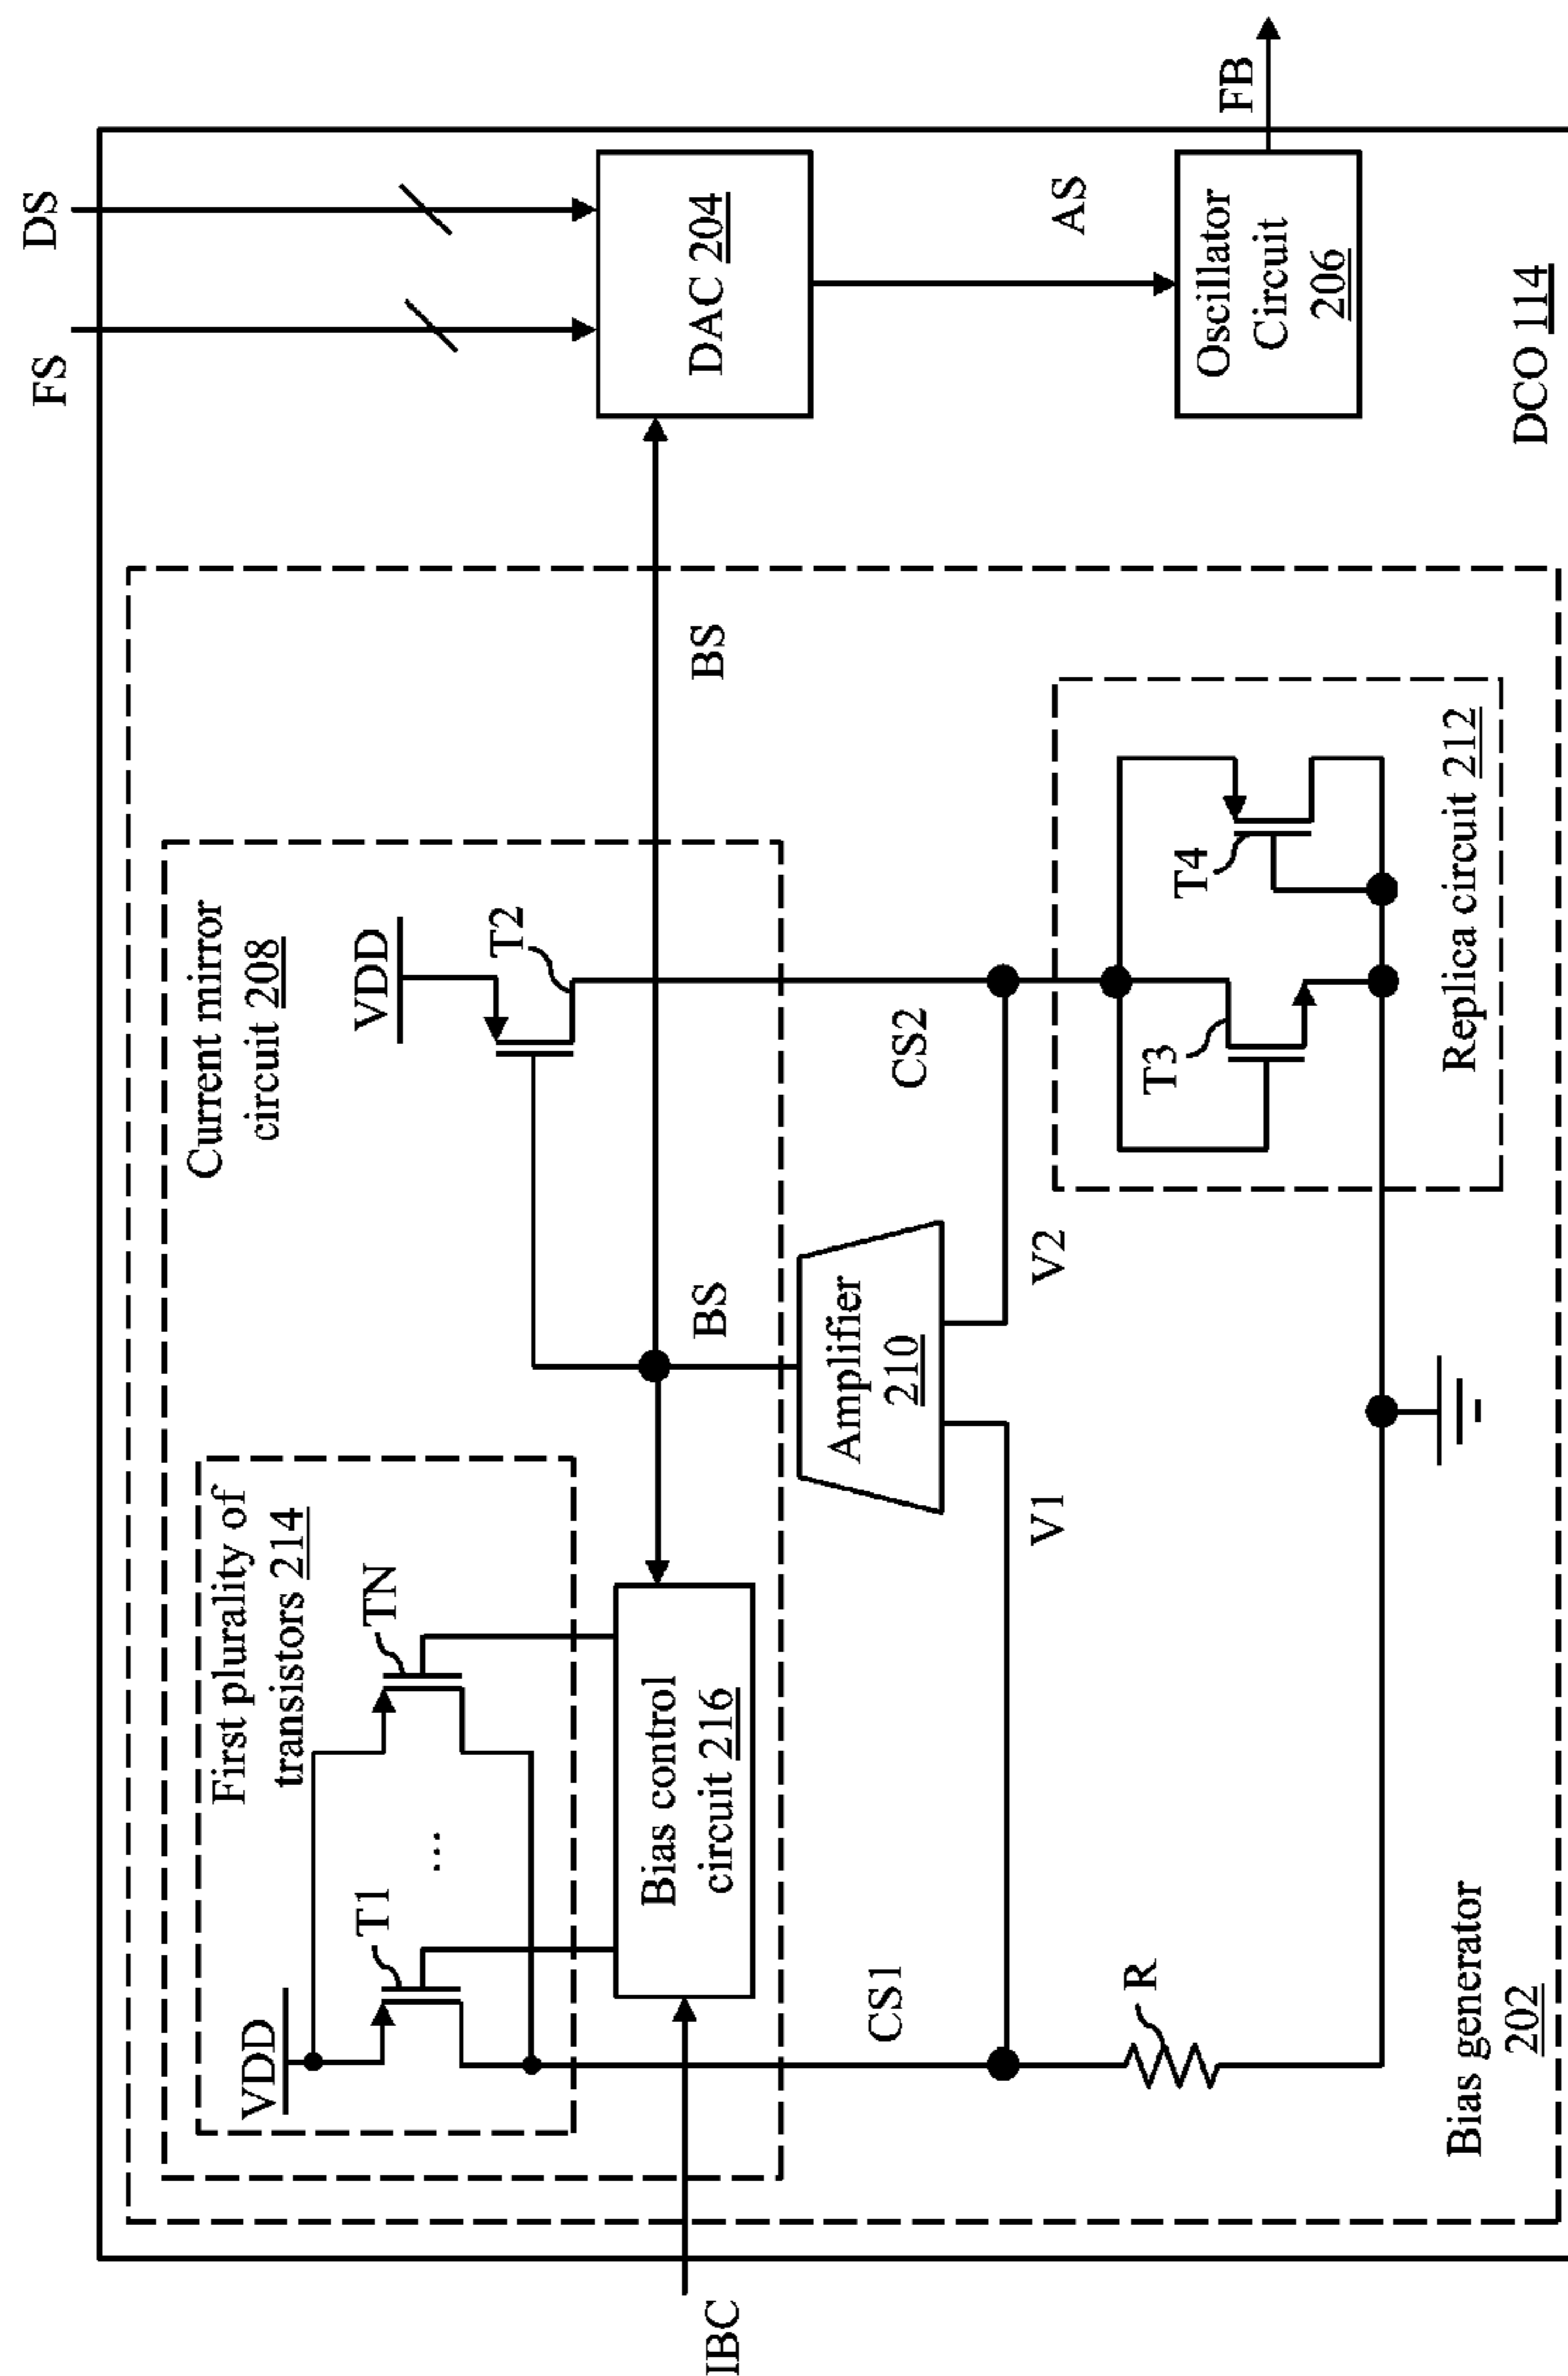 FS
DS
Current mirror
circuit 208
First plurality of
transistors 214
VDD
T1
...
TN
VDD
T2
Bias control
circuit 216
IBC
BS
BS
DAC 204
Amplifier
210
CS1
V1
V2
CS2
AS
FB
R
T3
T4
Replica circuit 212
Oscillator
Circuit
206
Bias generator
202
DCO 114